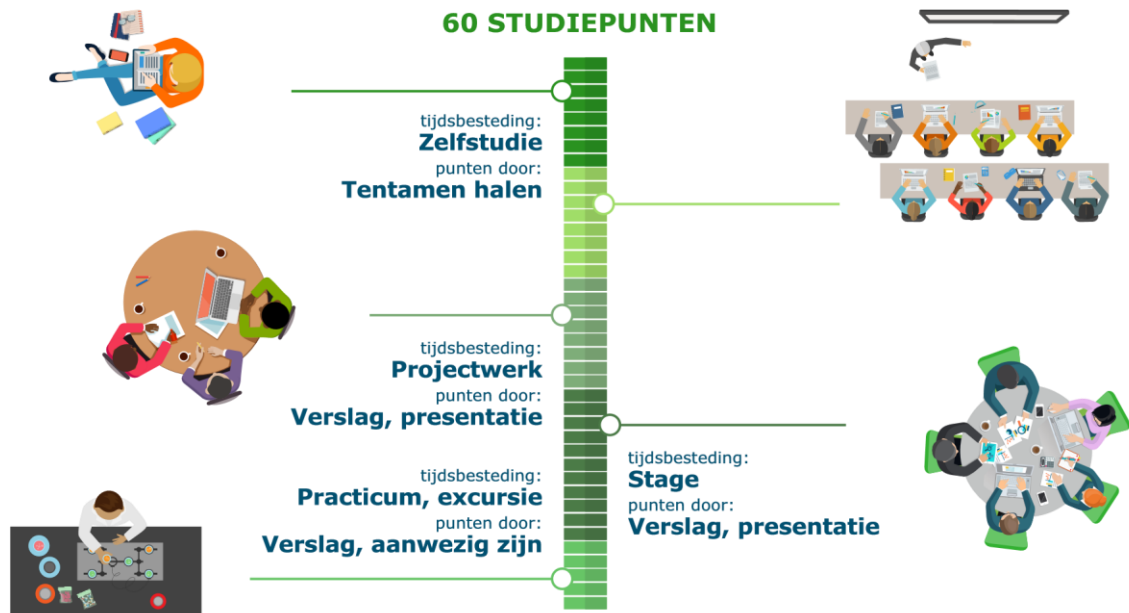 60 STUDIEPUNTEN
tijdsbesteding:
Zelfstudie
punten door:
Tentamen halen
tijdsbesteding:
Projectwerk
punten door:
Verslag, presentatie
tijdsbesteding:
Stage
punten door:
Verslag, presentatie
tijdsbesteding:
Practicum, excursie
punten door:
Verslag, aanwezig zijn